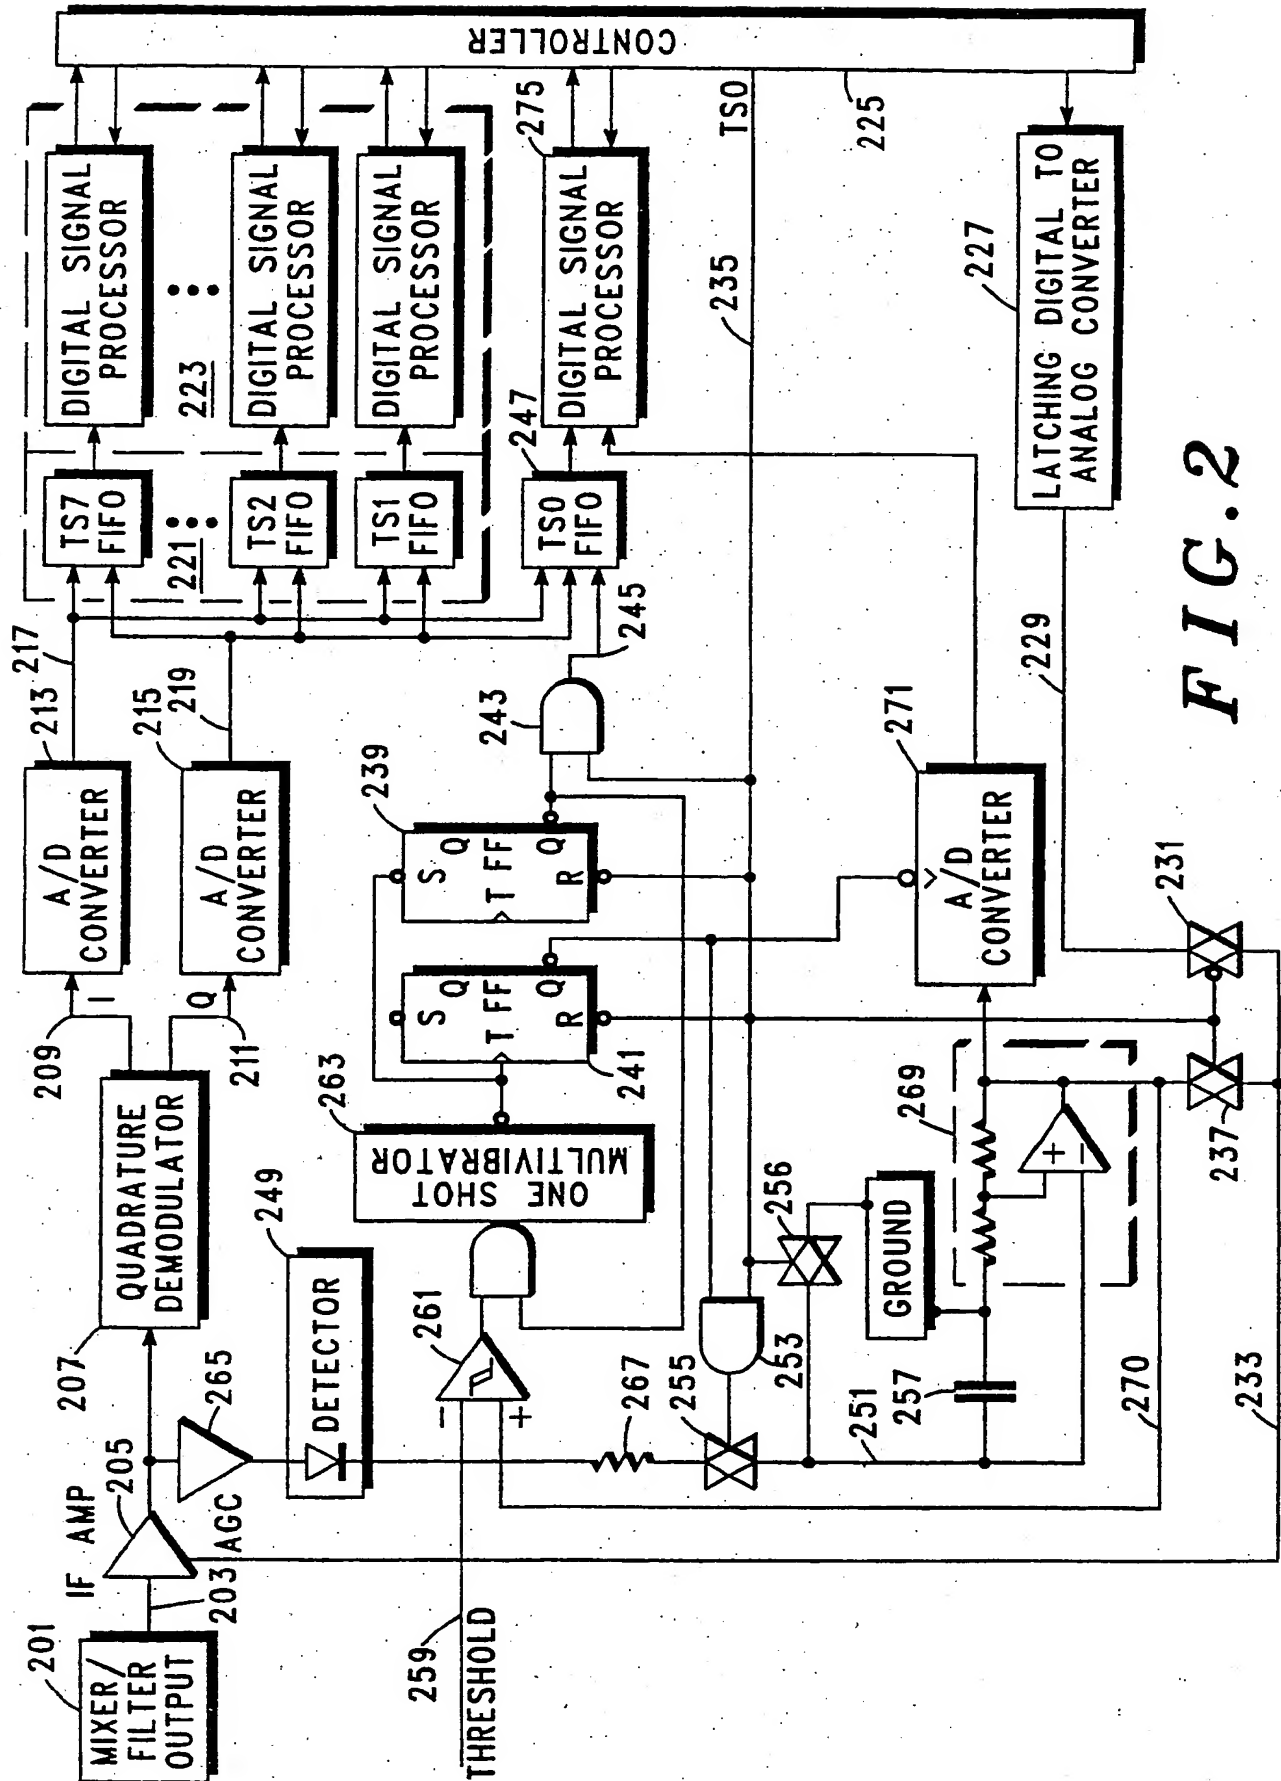 201
MIXER/
FILTER
OUTPUT
203
IF AMP
205
AGC
207
QUADRATURE
DEMODULATOR
265
249
DETECTOR
209
I
211
Q
213
A/D
CONVERTER
215
A/D
CONVERTER
217
219
TS7
FIFO
221
TS2
FIFO
TS1
FIFO
247
TS0
FIFO
245
DIGITAL SIGNAL
PROCESSOR
223
DIGITAL SIGNAL
PROCESSOR
DIGITAL SIGNAL
PROCESSOR
275
DIGITAL SIGNAL
PROCESSOR
CONTROLLER
TS0
225
235
227
LATCHING DIGITAL TO
ANALOG CONVERTER
229
259
THRESHOLD
261
−
+
263
ONE SHOT
MULTIVIBRATOR
241
S
Q
T FF
Q
R
239
S
Q
T FF
Q
R
243
267
255
253
256
GROUND
251
257
269
+
−
270
271
A/D
CONVERTER
231
237
233
FIG.2